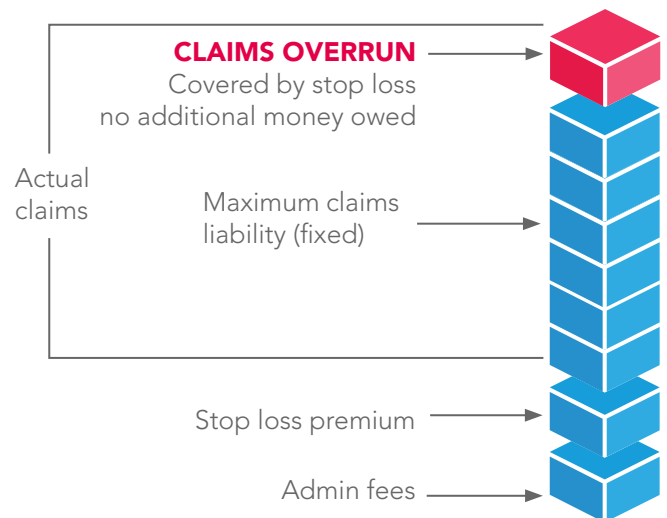 CLAIMS OVERRUN
Covered by stop loss
no additional money owed
Actual
claims
Maximum claims
liability (fixed)
Stop loss premium
Admin fees